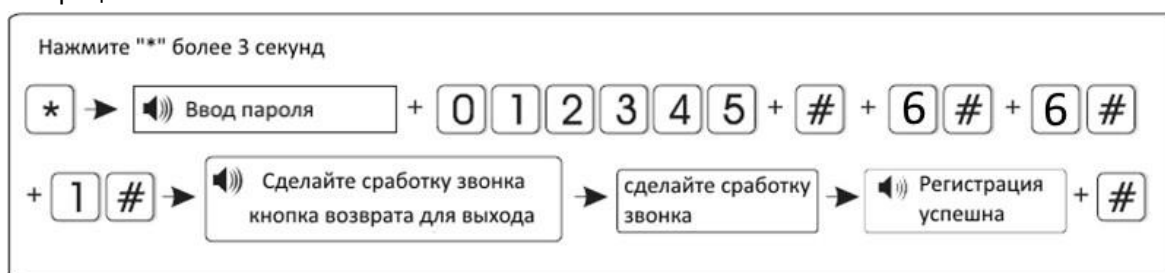 Нажмите "*" более 3 секунд
* Ввод пароля + 0 1 2 3 4 5 + # + 6 # + 6 #
+ 1 # Сделайте сработку звонка
кнопка возврата для выхода
сделайте сработку
звонка
Регистрация
успешна
+ #